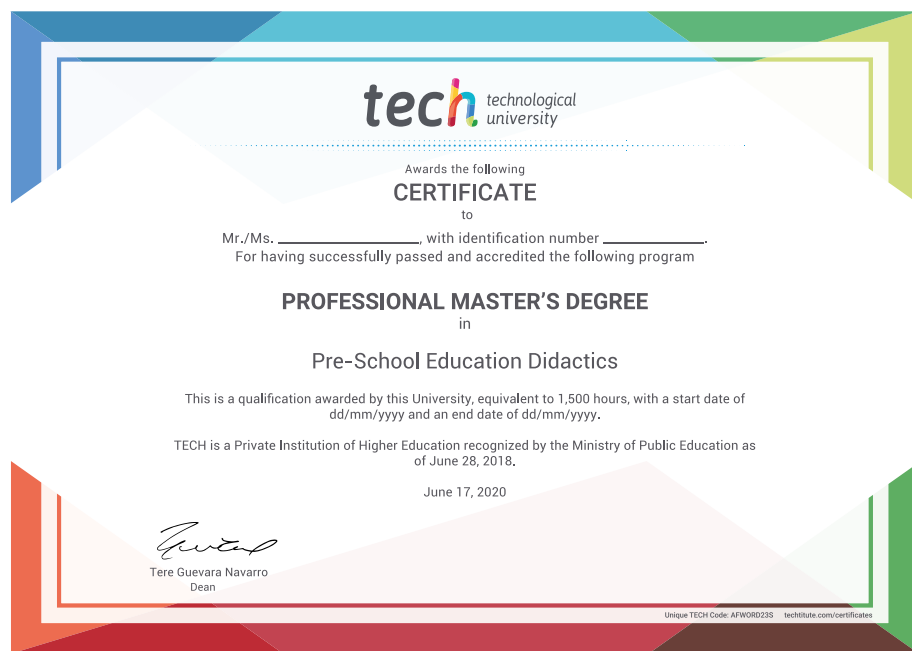 tech technological
university
Awards the following
CERTIFICATE
to
Mr./Ms. ____________, with identification number ____________.
For having successfully passed and accredited the following program
PROFESSIONAL MASTER'S DEGREE
in
Pre-School Education Didactics
This is a qualification awarded by this University, equivalent to 1,500 hours, with a start date of
dd/mm/yyyy and an end date of dd/mm/yyyy.
TECH is a Private Institution of Higher Education recognized by the Ministry of Public Education as
of June 28, 2018.
June 17, 2020
Tere Guevara Navarro
Dean
Unique TECH Code: AFWORD23S techtitute.com/certificates